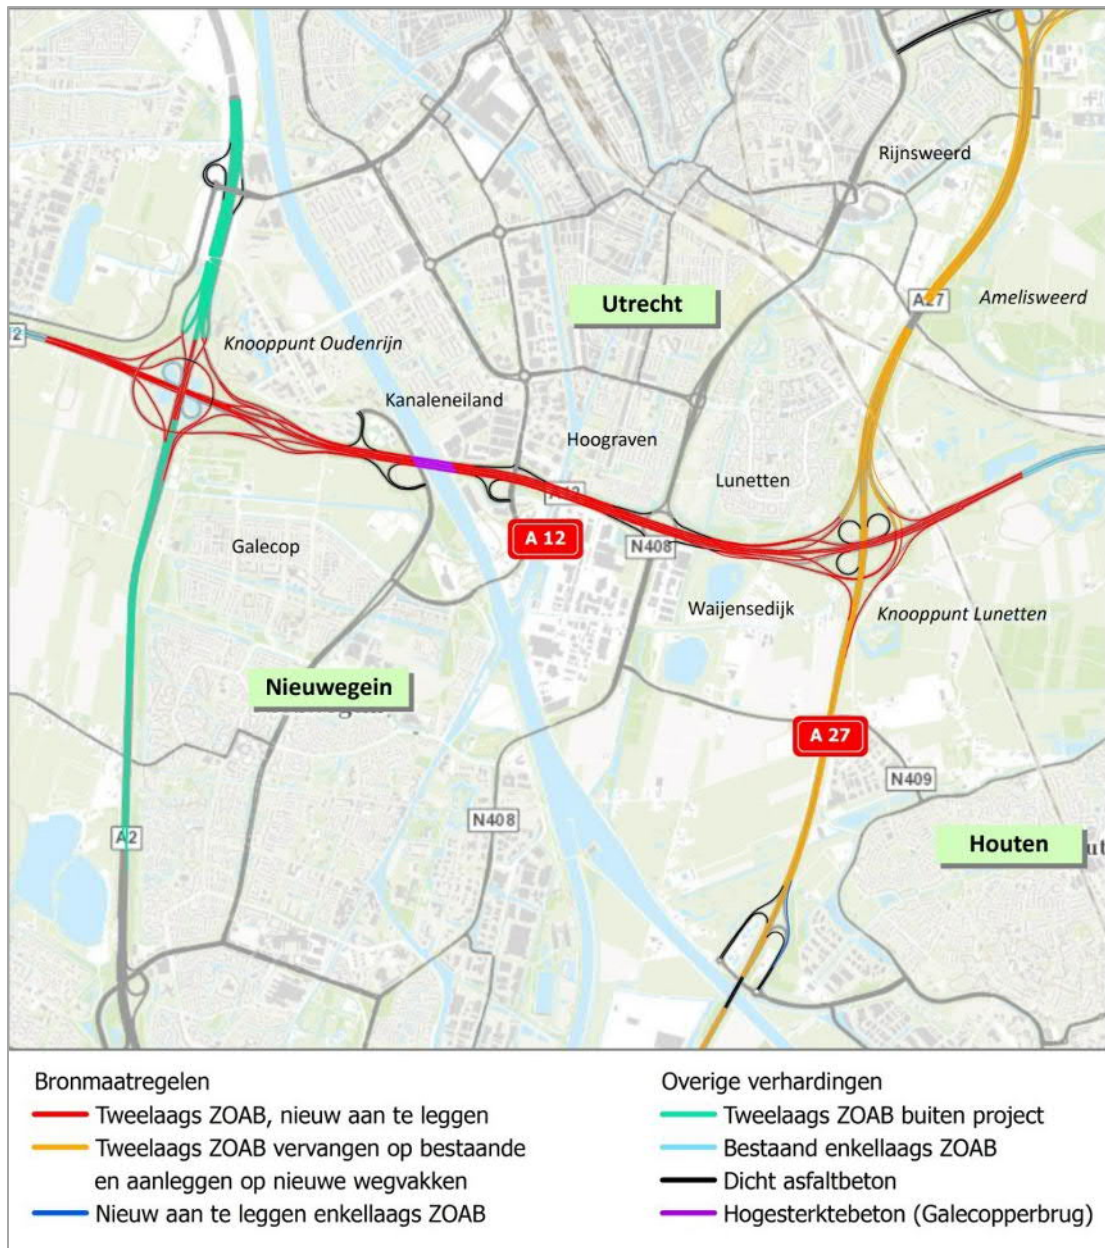 Rijnsweerd
A27
Amelisweerd
Utrecht
Knooppunt Oudenrijn
Kanaleneiland
Hoograven
Lunetten
A 12
N408
Galecop
Waijensedijk
Knooppunt Lunetten
Nieuwegein
A 27
N409
N408
A2
Houten
Bronmaatregelen
Tweelaags ZOAB, nieuw aan te leggen
Tweelaags ZOAB vervangen op bestaande
en aanleggen op nieuwe wegvakken
Nieuw aan te leggen enkellaags ZOAB
Overige verhardingen
Tweelaags ZOAB buiten project
Bestaand enkellaags ZOAB
Dicht asfaltbeton
Hogesterktebeton (Galecopperbrug)